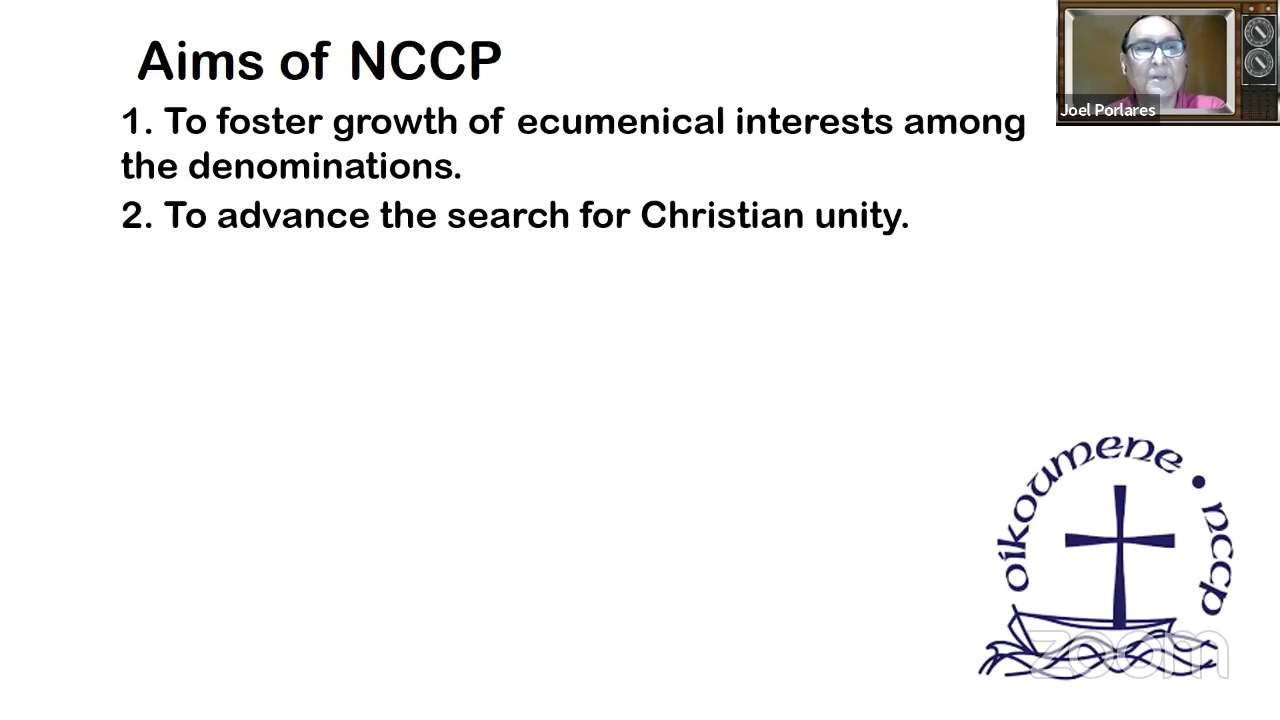 Aims of NCCP
1. To foster growth of ecumenical interests among
the denominations.
2. To advance the search for Christian unity.
Joel Porlares
oikoumene • nccp
zoom